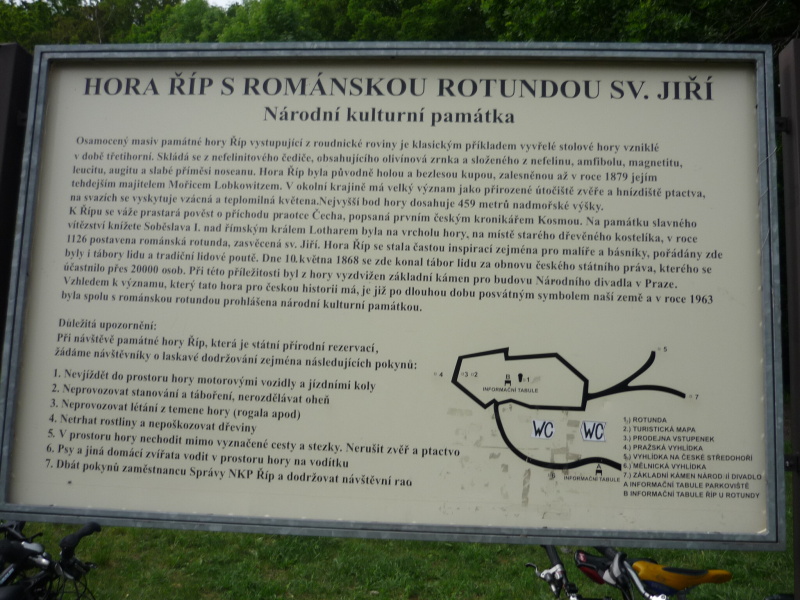 HORA ŘÍP S ROMÁNSKOU ROTUNDOU SV. JIŘÍ
Národní kulturní památka
Osamocený masiv památné hory Říp vystupující z roudnické roviny je klasickým příkladem vyvřelé stolové hory vzniklé
v době třetihorní. Skládá se z nefelinitového čediče, obsahujícího olivínová zrnka a složeného z nefelinu, amfibolu, magnetitu,
leucitu, augitu a slabé příměsi noseanu. Hora Říp byla původně holou a bezlesou kupou, zalesněnou až v roce 1879 jejím
tehdejším majitelem Mořicem Lobkowitzem. V okolní krajině má velký význam jako přirozené útočiště zvěře a hnízdiště ptactva,
na svazích se vyskytuje vzácná a teplomilná květena.Nejvyšší bod hory dosahuje 459 metrů nadmořské výšky.
K Řípu se váže prastará pověst o příchodu praotce Čecha, popsaná prvním českým kronikářem Kosmou. Na památku slavného
vítězství knížete Soběslava I. nad římským králem Lotharem byla na vrcholu hory, na místě starého dřevěného kostelíka, v roce
1126 postavena románská rotunda, zasvěcená sv. Jiří. Hora Říp se stala častou inspirací zejména pro malíře a básníky, pořádány zde
byly i tábory lidu a tradiční lidové poutě. Dne 10.května 1868 se zde konal tábor lidu za obnovu českého státního práva, kterého se
účastnilo přes 20000 osob. Při této příležitosti byl z hory vyzdvižen základní kámen pro budovu Národního divadla v Praze.
Vzhledem k významu, který tato hora pro českou historii má, je již po dlouhou dobu posvátným symbolem naší země a v roce 1963
byla spolu s románskou rotundou prohlášena národní kulturní památkou.
Důležitá upozornění:
Při návštěvě památné hory Říp, která je státní přírodní rezervací,
žádáme návštěvníky o laskavé dodržování zejména následujících pokynů:
1. Nevjíždět do prostoru hory motorovými vozidly a jízdními koly
2. Neprovozovat stanování a táboření, nerozdělávat oheň
3. Neprovozovat létání z temene hory (rogala apod)
4. Netrhat rostliny a nepoškozovat dřeviny
5. V prostoru hory nechodit mimo vyznačené cesty a stezky. Nerušit zvěř a ptactvo
6. Psy a jiná domácí zvířata vodit v prostoru hory na vodítku
7. Dbát pokynů zaměstnancu Správy NKP Říp a dodržovat návštěvní řad
5
4
3 2
B
1
INFORMAČNÍ TABULE
7
WC
WC
A
6
INFORMAČNÍ TABULE
1.) ROTUNDA
2.) TURISTICKÁ MAPA
3.) PRODEJNA VSTUPENEK
4.) PRAŽSKÁ VYHLÍDKA
5.) VYHLÍDKA NA ČESKÉ STŘEDOHOŘÍ
6.) MĚLNICKÁ VYHLÍDKA
7.) ZÁKLADNÍ KÁMEN NÁRODNÍ DIVADLO
A INFORMAČNÍ TABULE PARKOVIŠTĚ
B INFORMAČNÍ TABULE ŘÍP U ROTUNDY